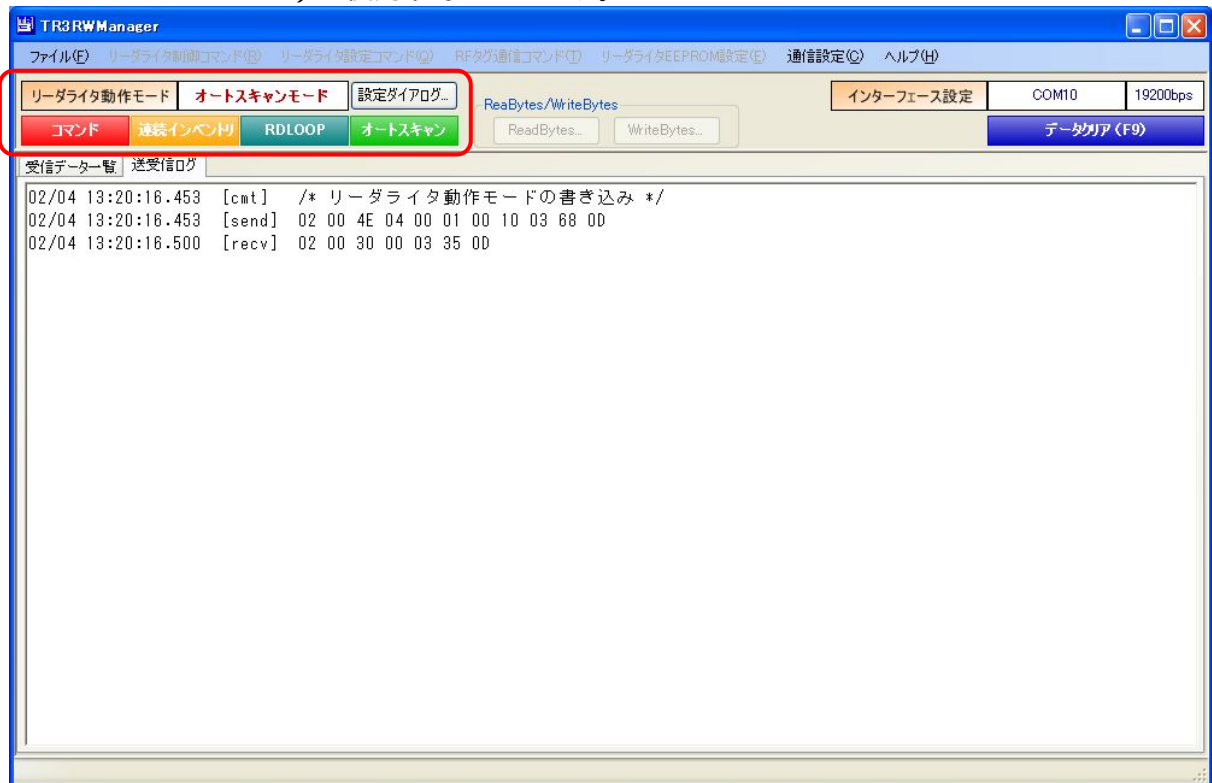 TR3RWManager
ファイル(F) リーダライタ制御コマンド(R) リーダライタ設定コマンド(Q) RFタグ通信コマンド(T) リーダライタEEPROM設定(E) 通信設定(C) ヘルプ(H)
リーダライタ動作モード オートスキャンモード 設定ダイアログ... ReaBytes/WriteBytes インターフェース設定 COM10 19200bps
コマンド 連続インベントリ RDLOOP オートスキャン ReadBytes... WriteBytes... データクリア (F9)
受信データ一覧 送受信ログ
02/04 13:20:16.453 [cmt] /* リーダライタ動作モードの書き込み */
02/04 13:20:16.453 [send] 02 00 4E 04 00 01 00 10 03 68 0D
02/04 13:20:16.500 [recv] 02 00 30 00 03 35 0D